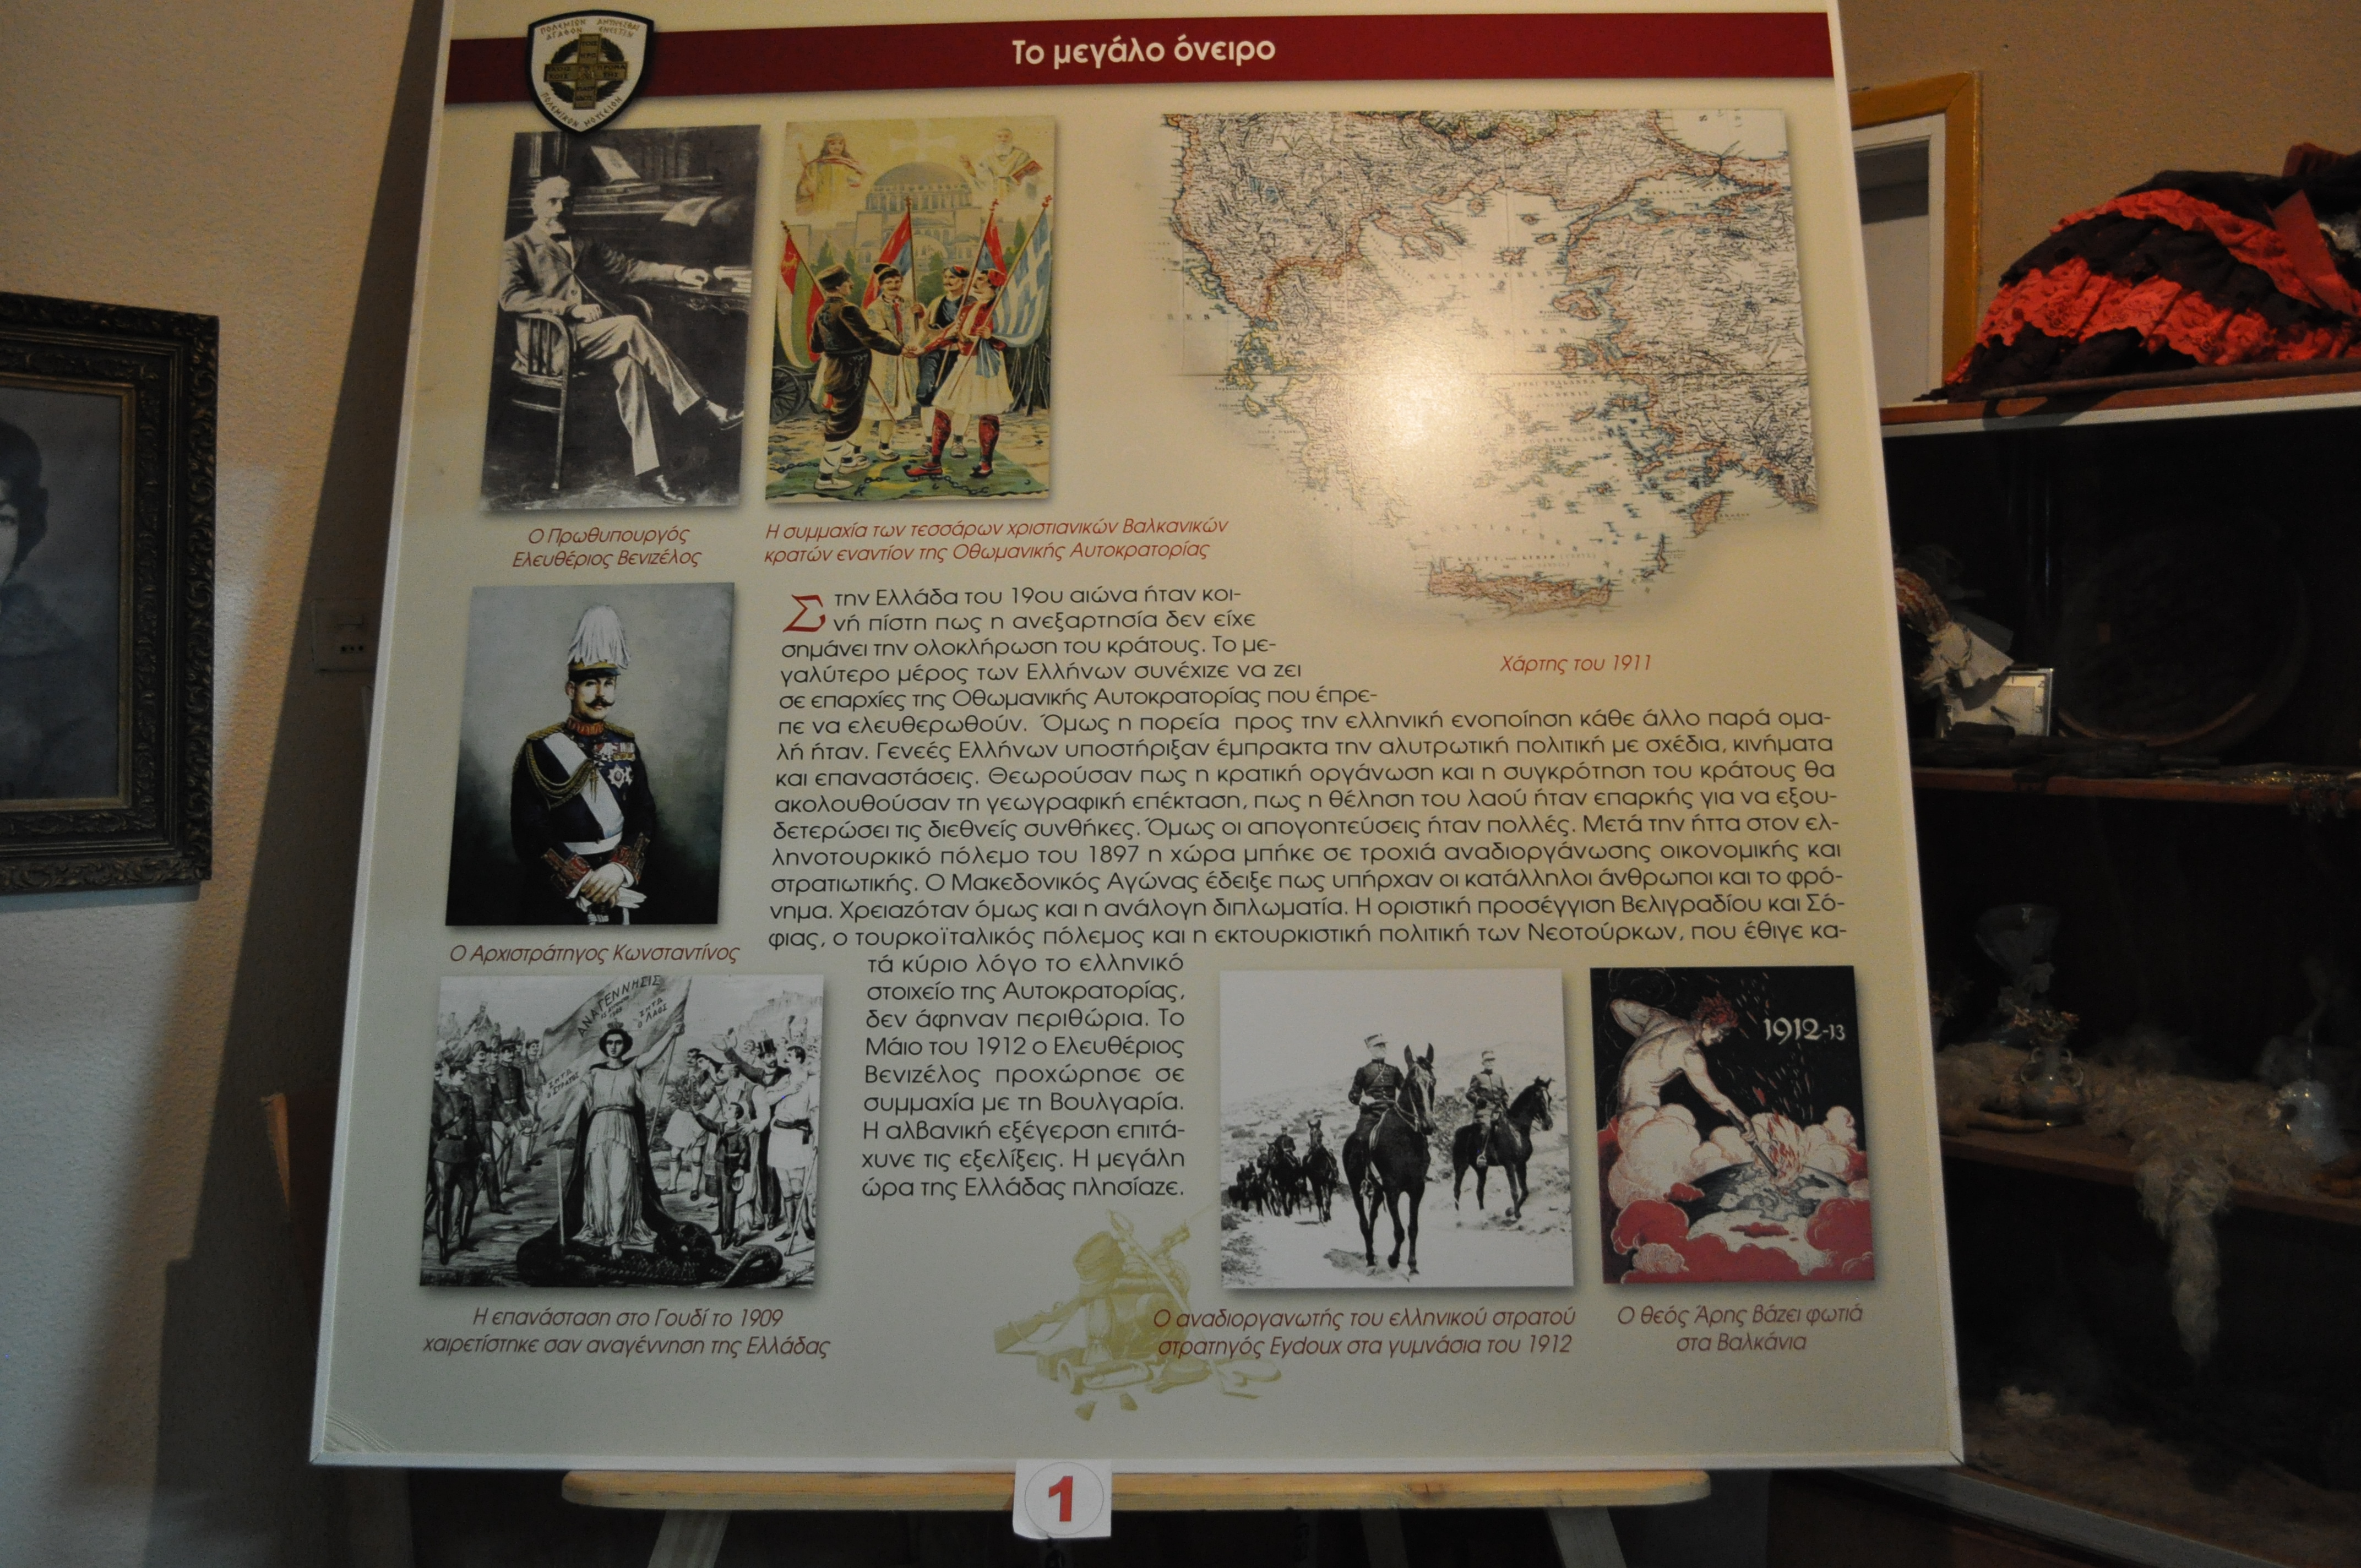 Το μεγάλο όνειρο
ΠΟΛΕΜΙΚΟΝ ΜΟΥΣΕΙΟΝ
Ο Πρωθυπουργός
Ελευθέριος Βενιζέλος
Η συμμαχία των τεσσάρων χριστιανικών Βαλκανικών
κρατών εναντίον της Οθωμανικής Αυτοκρατορίας
Χάρτης του 1911
Στην Ελλάδα του 19ου αιώνα ήταν κοι-
νή πίστη πως η ανεξαρτησία δεν είχε
σημάνει την ολοκλήρωση του κράτους. Το με-
γαλύτερο μέρος των Ελλήνων συνέχιζε να ζει
σε επαρχίες της Οθωμανικής Αυτοκρατορίας που έπρε-
πε να ελευθερωθούν. Όμως η πορεία προς την ελληνική ενοποίηση κάθε άλλο παρά ομα-
λή ήταν. Γενεές Ελλήνων υποστήριξαν έμπρακτα την αλυτρωτική πολιτική με σχέδια, κινήματα
και επαναστάσεις. Θεωρούσαν πως η κρατική οργάνωση και η συγκρότηση του κράτους θα
ακολουθούσαν τη γεωγραφική επέκταση, πως η θέληση του λαού ήταν επαρκής για να εξου-
δετερώσει τις διεθνείς συνθήκες. Όμως οι απογοητεύσεις ήταν πολλές. Μετά την ήττα στον ελ-
ληνοτουρκικό πόλεμο του 1897 η χώρα μπήκε σε τροχιά αναδιοργάνωσης οικονομικής και
στρατιωτικής. Ο Μακεδονικός Αγώνας έδειξε πως υπήρχαν οι κατάλληλοι άνθρωποι και το φρό-
νημα. Χρειαζόταν όμως και η ανάλογη διπλωματία. Η οριστική προσέγγιση Βελιγραδίου και Σό-
φιας, ο τουρκοϊταλικός πόλεμος και η εκτουρκιστική πολιτική των Νεοτούρκων, που έθιγε κα-
τά κύριο λόγο το ελληνικό
στοιχείο της Αυτοκρατορίας,
δεν άφηναν περιθώρια. Το
Μάιο του 1912 ο Ελευθέριος
Βενιζέλος προχώρησε σε
συμμαχία με τη Βουλγαρία.
Η αλβανική εξέγερση επιτά-
χυνε τις εξελίξεις. Η μεγάλη
ώρα της Ελλάδας πλησίαζε.
Ο Αρχιστράτηγος Κωνσταντίνος
ΑΝΑΓΕΝΝΗΣΙΣ
ΖΗΤΩ
Ο ΛΑΟΣ
1912-13
Η επανάσταση στο Γουδί το 1909
χαιρετίστηκε σαν αναγέννηση της Ελλάδας
Ο αναδιοργανωτής του ελληνικού στρατού
στρατηγός Eydoux στα γυμνάσια του 1912
Ο θεός Άρης βάζει φωτιά
στα Βαλκάνια
1